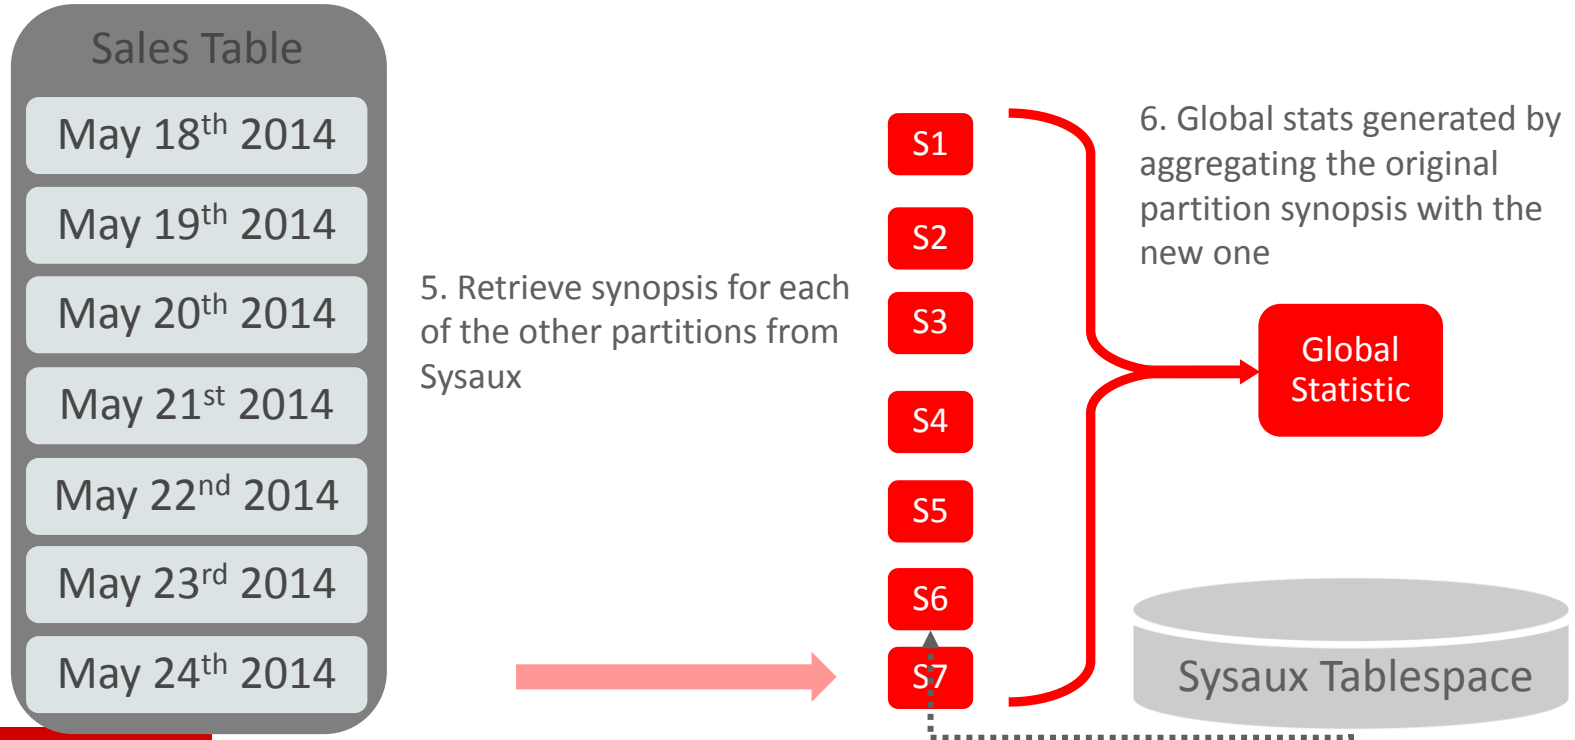 Sales Table
May 18th 2014
May 19th 2014
May 20th 2014
May 21st 2014
May 22nd 2014
May 23rd 2014
May 24th 2014
5. Retrieve synopsis for each
of the other partitions from
Sysaux
S1
S2
S3
S4
S5
S6
S7
6. Global stats generated by
aggregating the original
partition synopsis with the
new one
Global
Statistic
Sysaux Tablespace